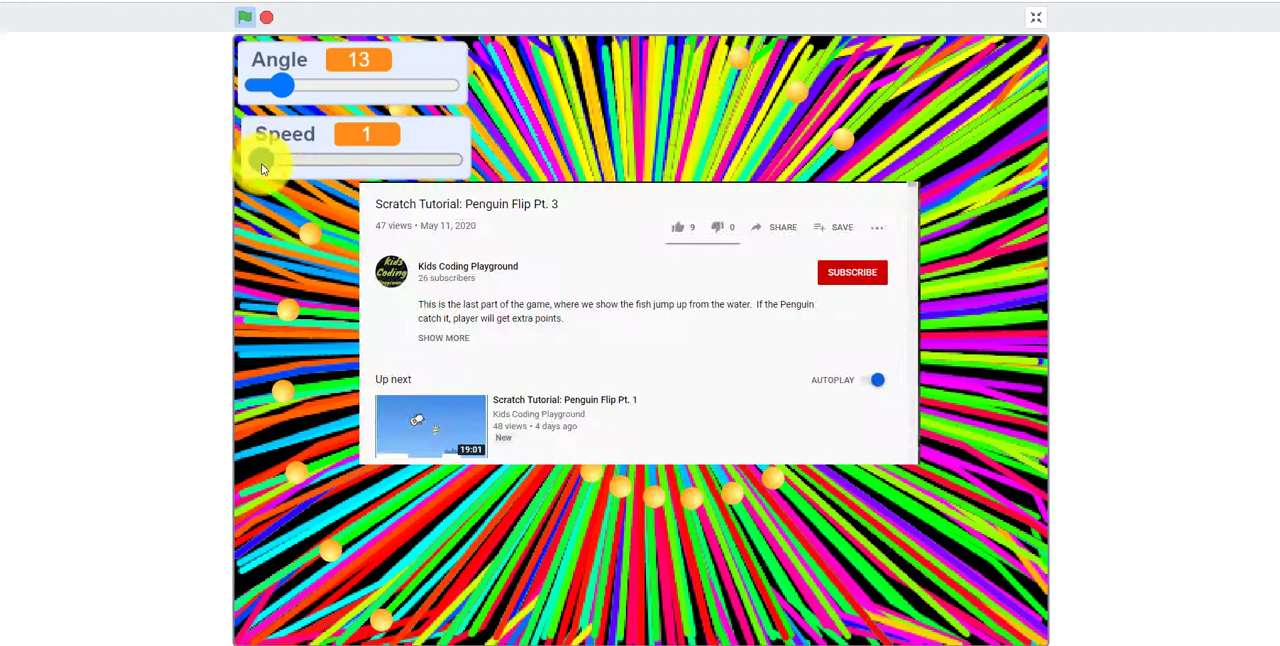 Angle 13
Speed 1
Scratch Tutorial: Penguin Flip Pt. 3
47 views • May 11, 2020
9 0 SHARE SAVE
kids
Coding
Playground
Kids Coding Playground
26 subscribers
SUBSCRIBE
This is the last part of the game, where we show the fish jump up from the water. If the Penguin
catch it, player will get extra points.
SHOW MORE
Up next
AUTOPLAY
Scratch Tutorial: Penguin Flip Pt. 1
Kids Coding Playground
48 views • 4 days ago
New
19:01